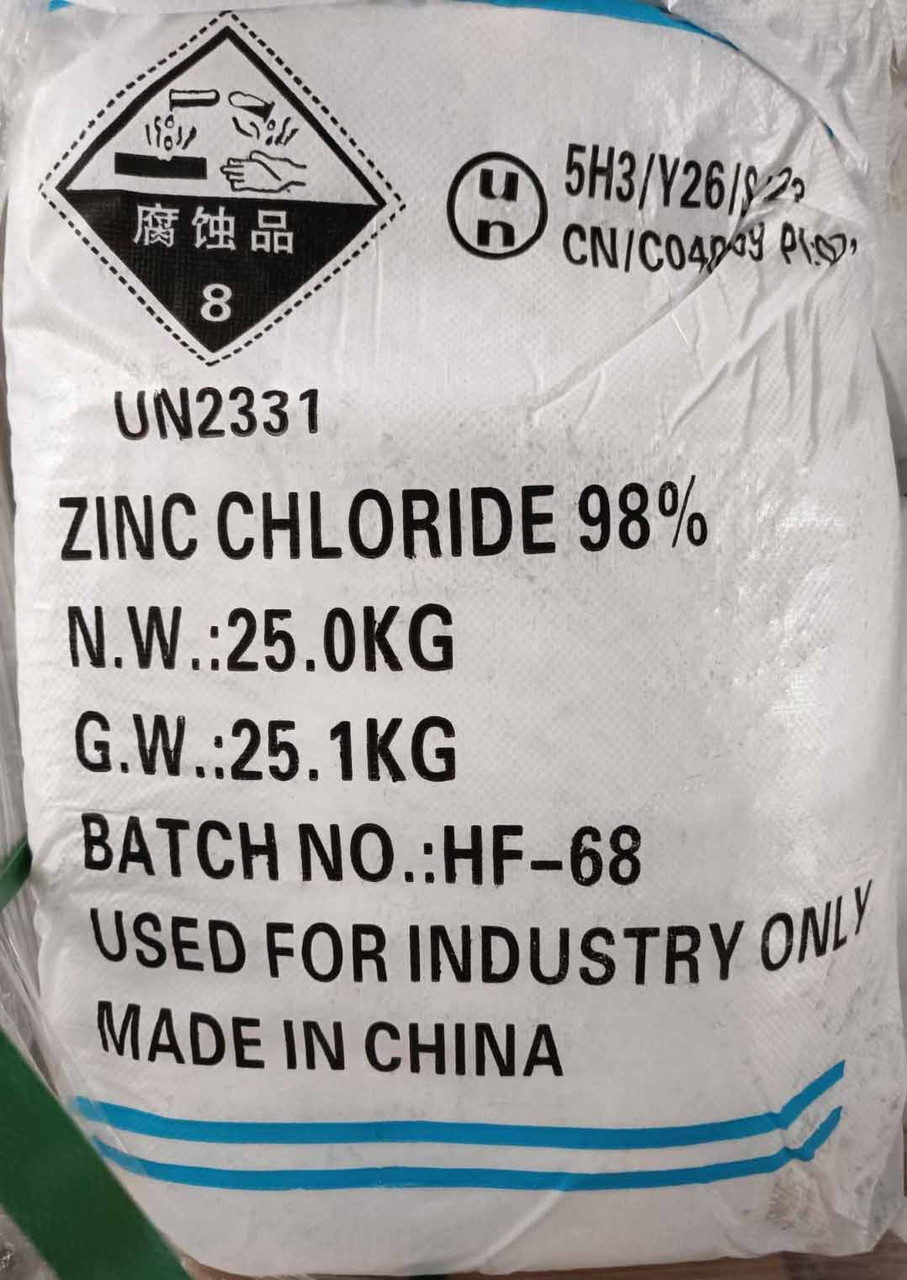 腐蚀品
8
un
5H3/Y26/S/
UN2331
ZINC CHLORIDE 98%
N.W.:25.0KG
G.W.:25.1KG
BATCH NO.:HF-68
USED FOR INDUSTRY ONLY
MADE IN CHINA